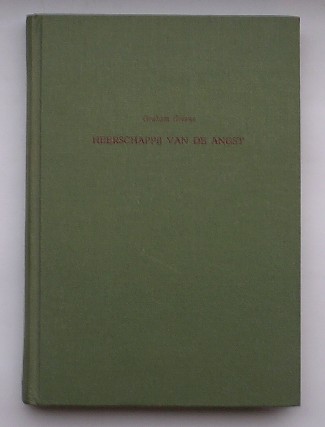 Graham Greene
HEERSCHAPPIJ VAN DE ANGST